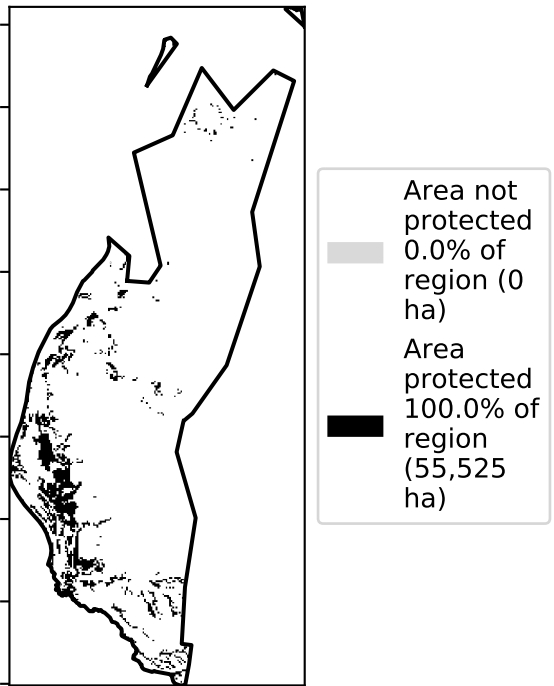 Area not
protected
0.0% of
region (0
ha)
Area
protected
100.0% of
region
(55,525
ha)